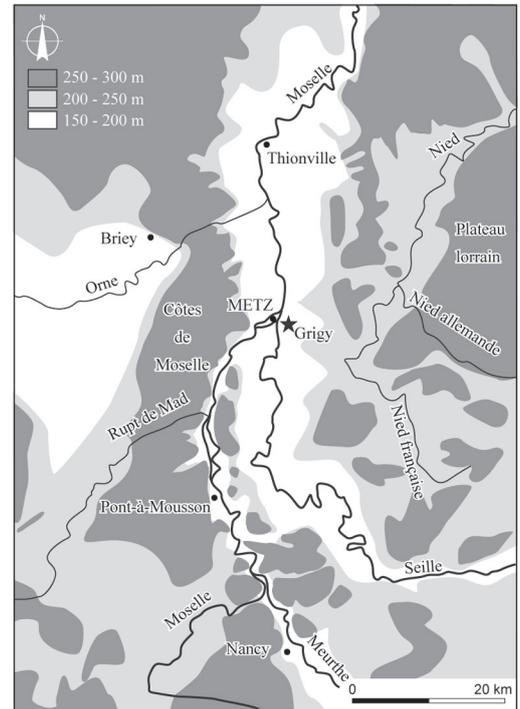 N
250 - 300 m
200 - 250 m
150 - 200 m
Moselle
Thionville
Nied
Briey
Plateau
lorrain
Orne
METZ
Grigy
Nied allemande
Côtes
de
Moselle
Rupt de Mad
Nied française
Pont-à-Mousson
Seille
Moselle
Nancy
Meurthe
0
20 km